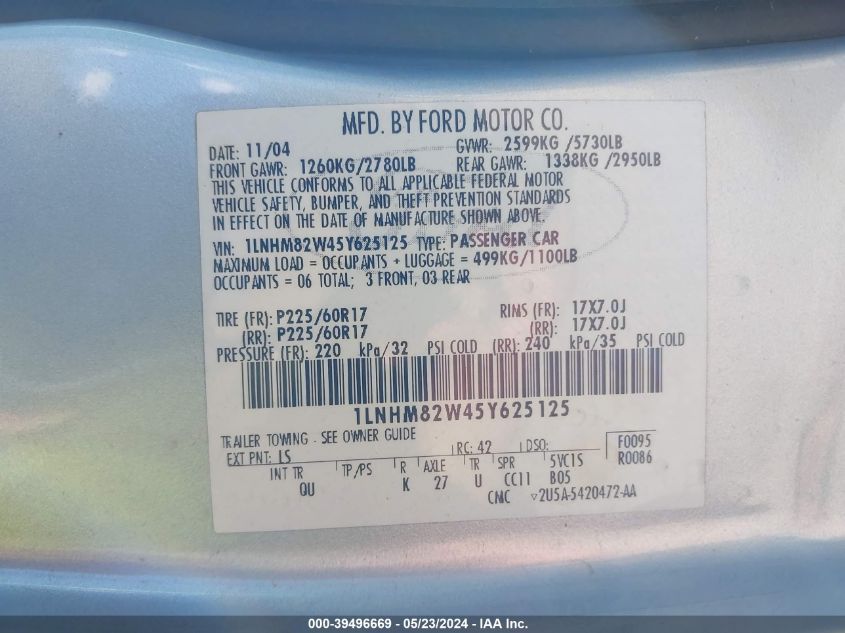 MFD. BY FORD MOTOR CO.
DATE: 11/04 GVWR: 2599KG /5730LB
FRONT GAWR: 1260KG/2780LB REAR GAWR: 1338KG /2950LB
THIS VEHICLE CONFORMS TO ALL APPLICABLE FEDERAL MOTOR
VEHICLE SAFETY, BUMPER, AND THEFT PREVENTION STANDARDS
IN EFFECT ON THE DATE OF MANUFACTURE SHOWN ABOVE.
VIN: 1LNHM82W45Y625125 TYPE: PASSENGER CAR
MAXIMUM LOAD = OCCUPANTS + LUGGAGE = 499KG/1100LB
OCCUPANTS = 06 TOTAL; 3 FRONT, 03 REAR
TIRE (FR): P225/60R17 RIMS (FR): 17X7.0J
(RR): P225/60R17 (RR): 17X7.0J
PRESSURE (FR): 220 kPa/32 PSI COLD (RR): 240 kPa/35 PSI COLD
1LNHM82W45Y625125
TRAILER TOWING - SEE OWNER GUIDE
EXT PNT: LS RC: 42 DSO: F0095
R0086
INT TR TP/PS R AXLE TR SPR 5VC1S
QU K 27 U CC11 B05
CMC 2U5A-5420472-AA
000-39496669 - 05/23/2024 - IAA Inc.